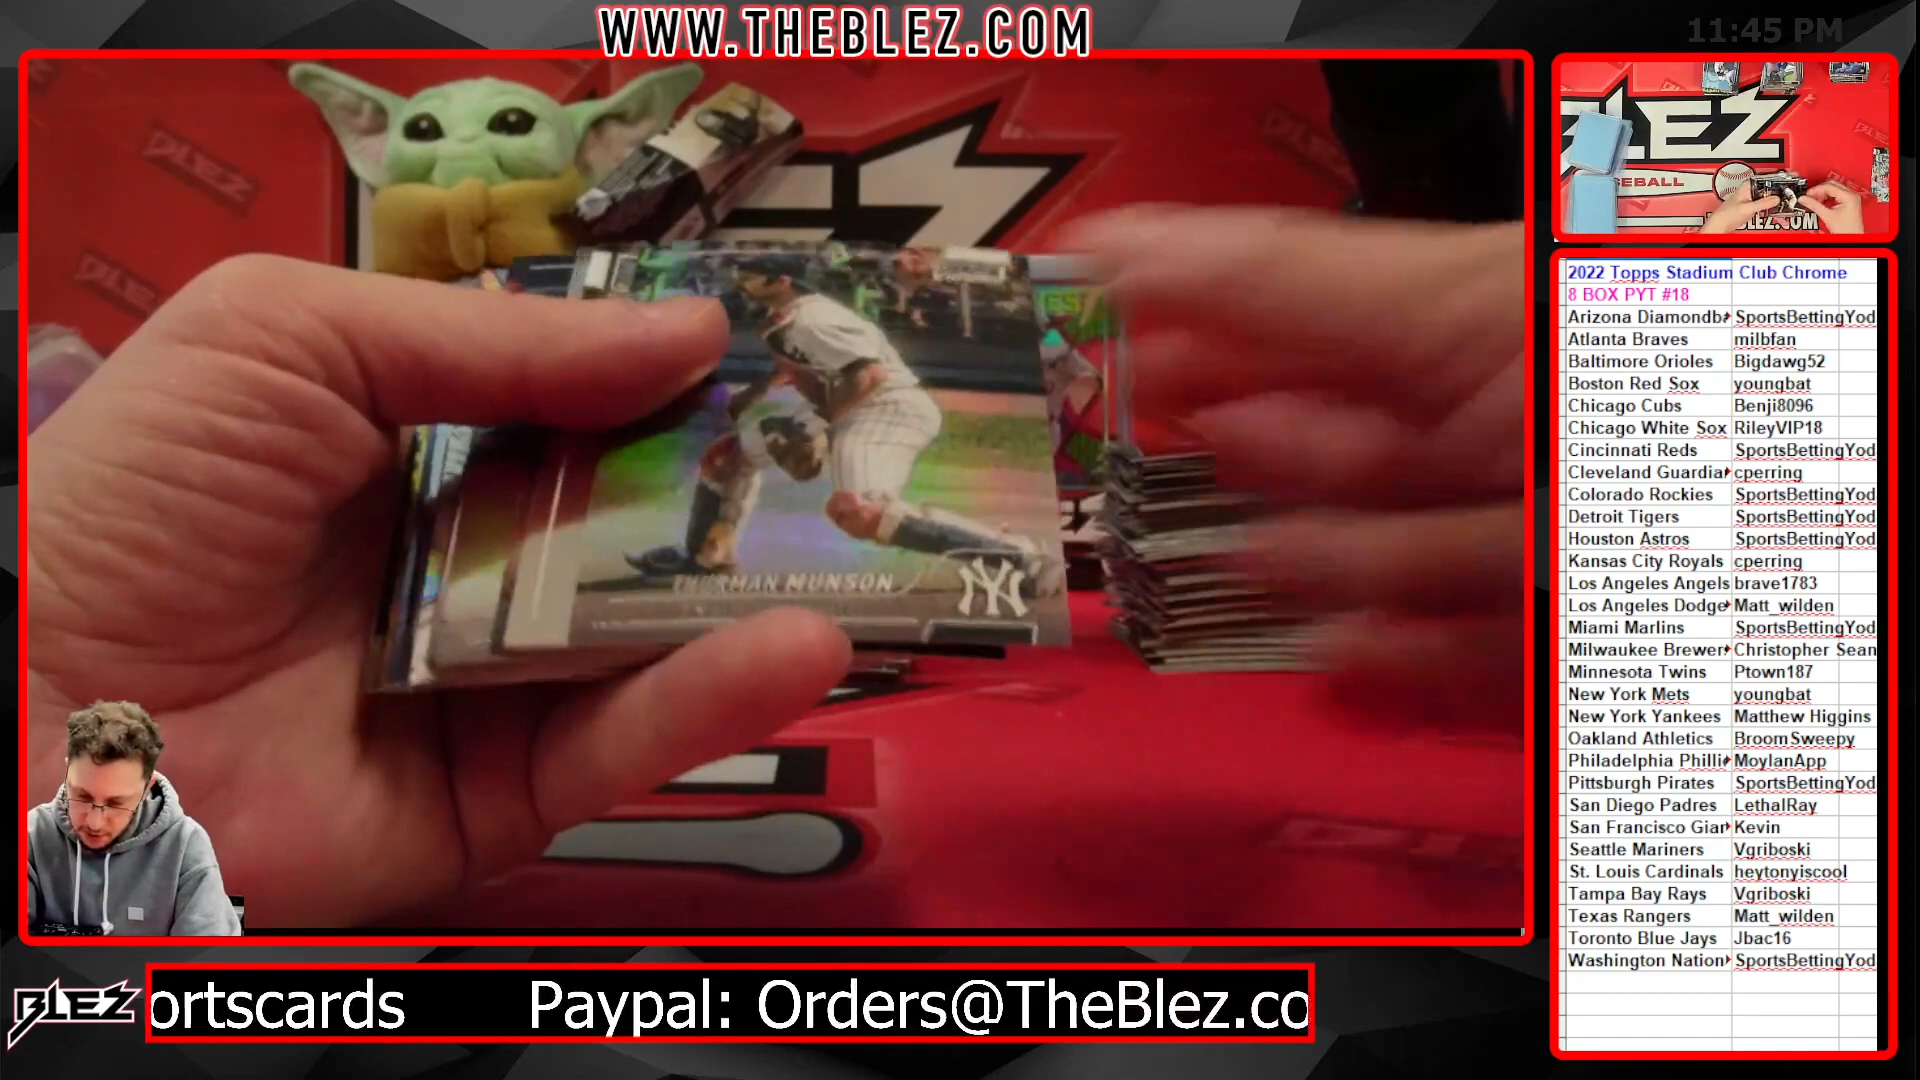 WWW.THEBLEZ.COM
11:45 PM
BLEZ
BLEZ
THURMAN MUNSON
NY
LEZ
SEBALL
BLEZ.COM
2022 Topps Stadium Club Chrome
8 BOX PYT #18
Arizona Diamondba SportsBettingYod
Atlanta Braves milbfan
Baltimore Orioles Bigdawg52
Boston Red Sox youngbat
Chicago Cubs Benji8096
Chicago White Sox RileyVIP18
Cincinnati Reds SportsBettingYod
Cleveland Guardia cperring
Colorado Rockies SportsBettingYod
Detroit Tigers SportsBettingYod
Houston Astros SportsBettingYod
Kansas City Royals cperring
Los Angeles Angels brave1783
Los Angeles Dodge Matt_wilden
Miami Marlins SportsBettingYod
Milwaukee Brewer Christopher Sean
Minnesota Twins Ptown187
New York Mets youngbat
New York Yankees Matthew Higgins
Oakland Athletics BroomSweepy
Philadelphia Philli MoylanApp
Pittsburgh Pirates SportsBettingYod
San Diego Padres LethalRay
San Francisco Gian Kevin
Seattle Mariners Vgriboski
St. Louis Cardinals heytonyiscool
Tampa Bay Rays Vgriboski
Texas Rangers Matt_wilden
Toronto Blue Jays Jbac16
Washington Nation SportsBettingYod
BLEZ
ortscards Paypal: Orders@TheBlez.co